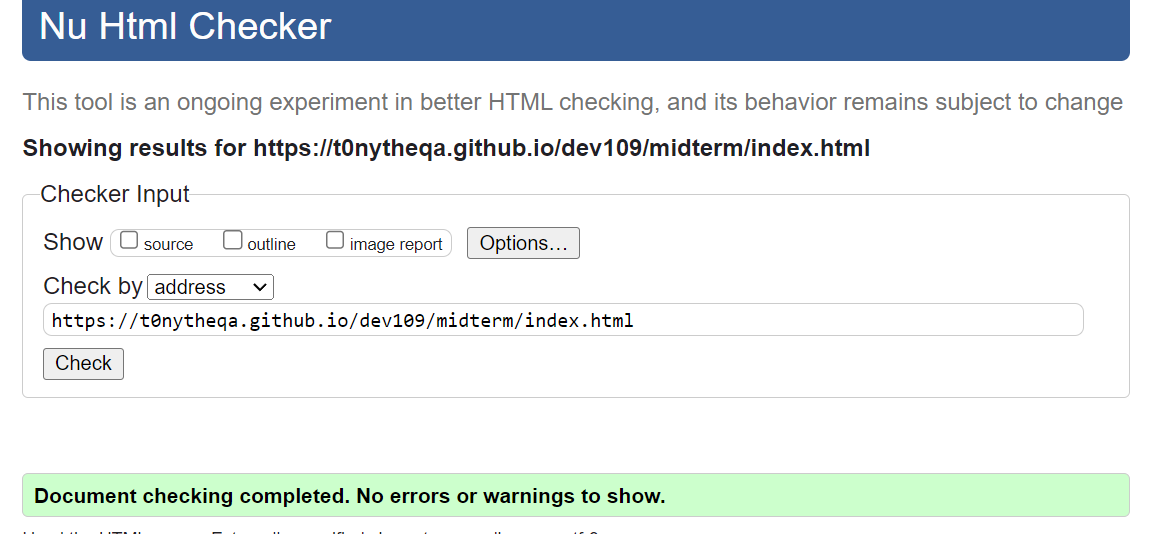 Nu Html Checker
This tool is an ongoing experiment in better HTML checking, and its behavior remains subject to change
Showing results for https://t0nytheqa.github.io/dev109/midterm/index.html
Checker Input
Show source outline image report Options...
Check by address
https://t0nytheqa.github.io/dev109/midterm/index.html
Check
Document checking completed. No errors or warnings to show.